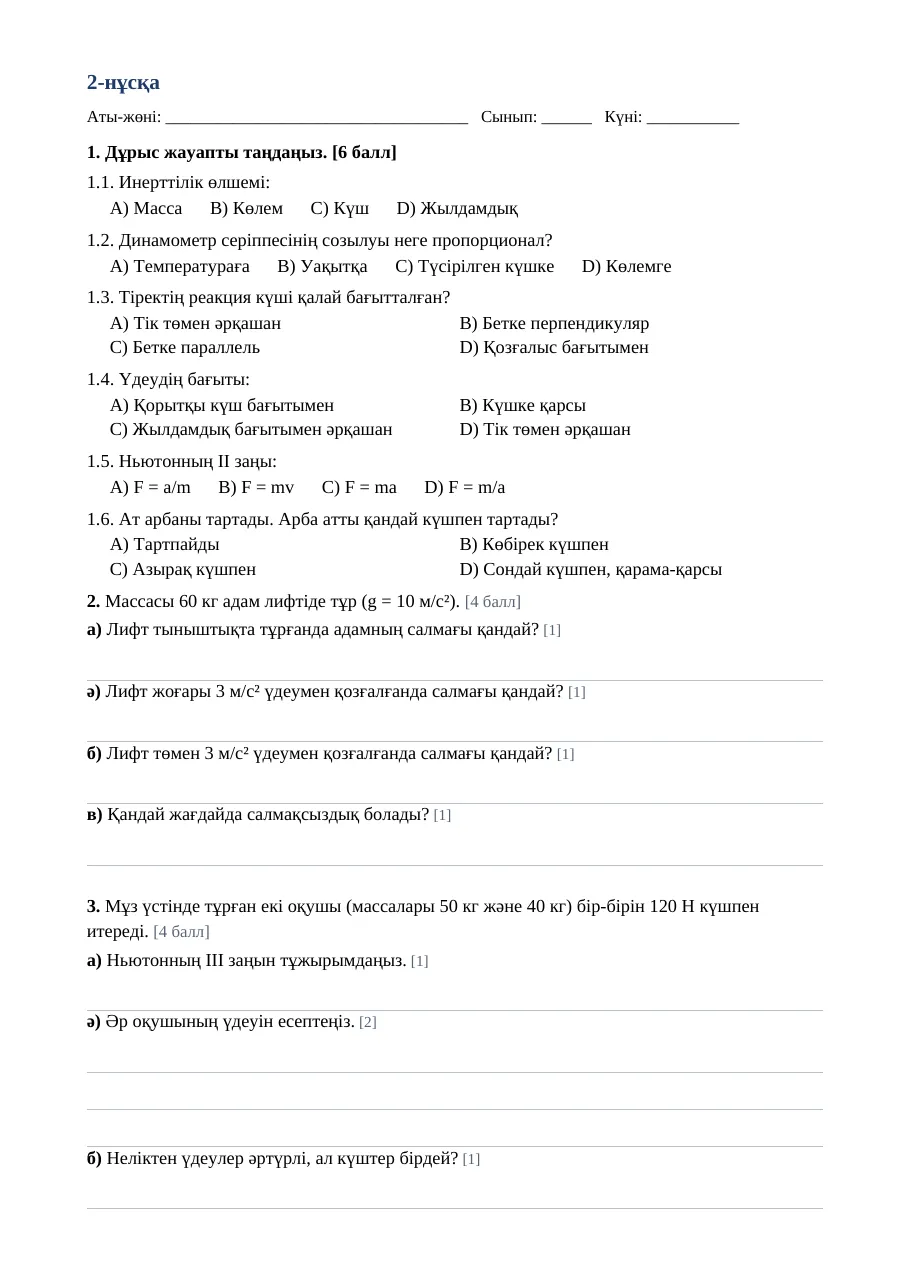 2-нұсқа
Аты-жөні: ____________________________________ Сынып: ______ Күні: ___________
1. Дұрыс жауапты таңдаңыз. [6 балл]
1.1. Инерттілік өлшемі:
A) Масса B) Көлем C) Күш D) Жылдамдық
1.2. Динамометр серіппесінің созылуы неге пропорционал?
A) Температураға B) Уақытқа C) Түсірілген күшке D) Көлемге
1.3. Тіректің реакция күші қалай бағытталған?
A) Тік төмен әрқашан B) Бетке перпендикуляр
C) Бетке параллель D) Қозғалыс бағытымен
1.4. Үдеудің бағыты:
A) Қорытқы күш бағытымен B) Күшке қарсы
C) Жылдамдық бағытымен әрқашан D) Тік төмен әрқашан
1.5. Ньютонның II заңы:
A) F = a/m B) F = mv C) F = ma D) F = m/a
1.6. Ат арбаны тартады. Арба атты қандай күшпен тартады?
A) Тартпайды B) Көбірек күшпен
C) Азырақ күшпен D) Сондай күшпен, қарама-қарсы
2. Массасы 60 кг адам лифтіде тұр (g = 10 м/с²). [4 балл]
а) Лифт тыныштықта тұрғанда адамның салмағы қандай? [1]
ә) Лифт жоғары 3 м/с² үдеумен қозғалғанда салмағы қандай? [1]
б) Лифт төмен 3 м/с² үдеумен қозғалғанда салмағы қандай? [1]
в) Қандай жағдайда салмақсыздық болады? [1]
3. Мұз үстінде тұрған екі оқушы (массалары 50 кг және 40 кг) бір-бірін 120 Н күшпен
итереді. [4 балл]
а) Ньютонның III заңын тұжырымдаңыз. [1]
ә) Әр оқушының үдеуін есептеңіз. [2]
б) Неліктен үдеулер әртүрлі, ал күштер бірдей? [1]